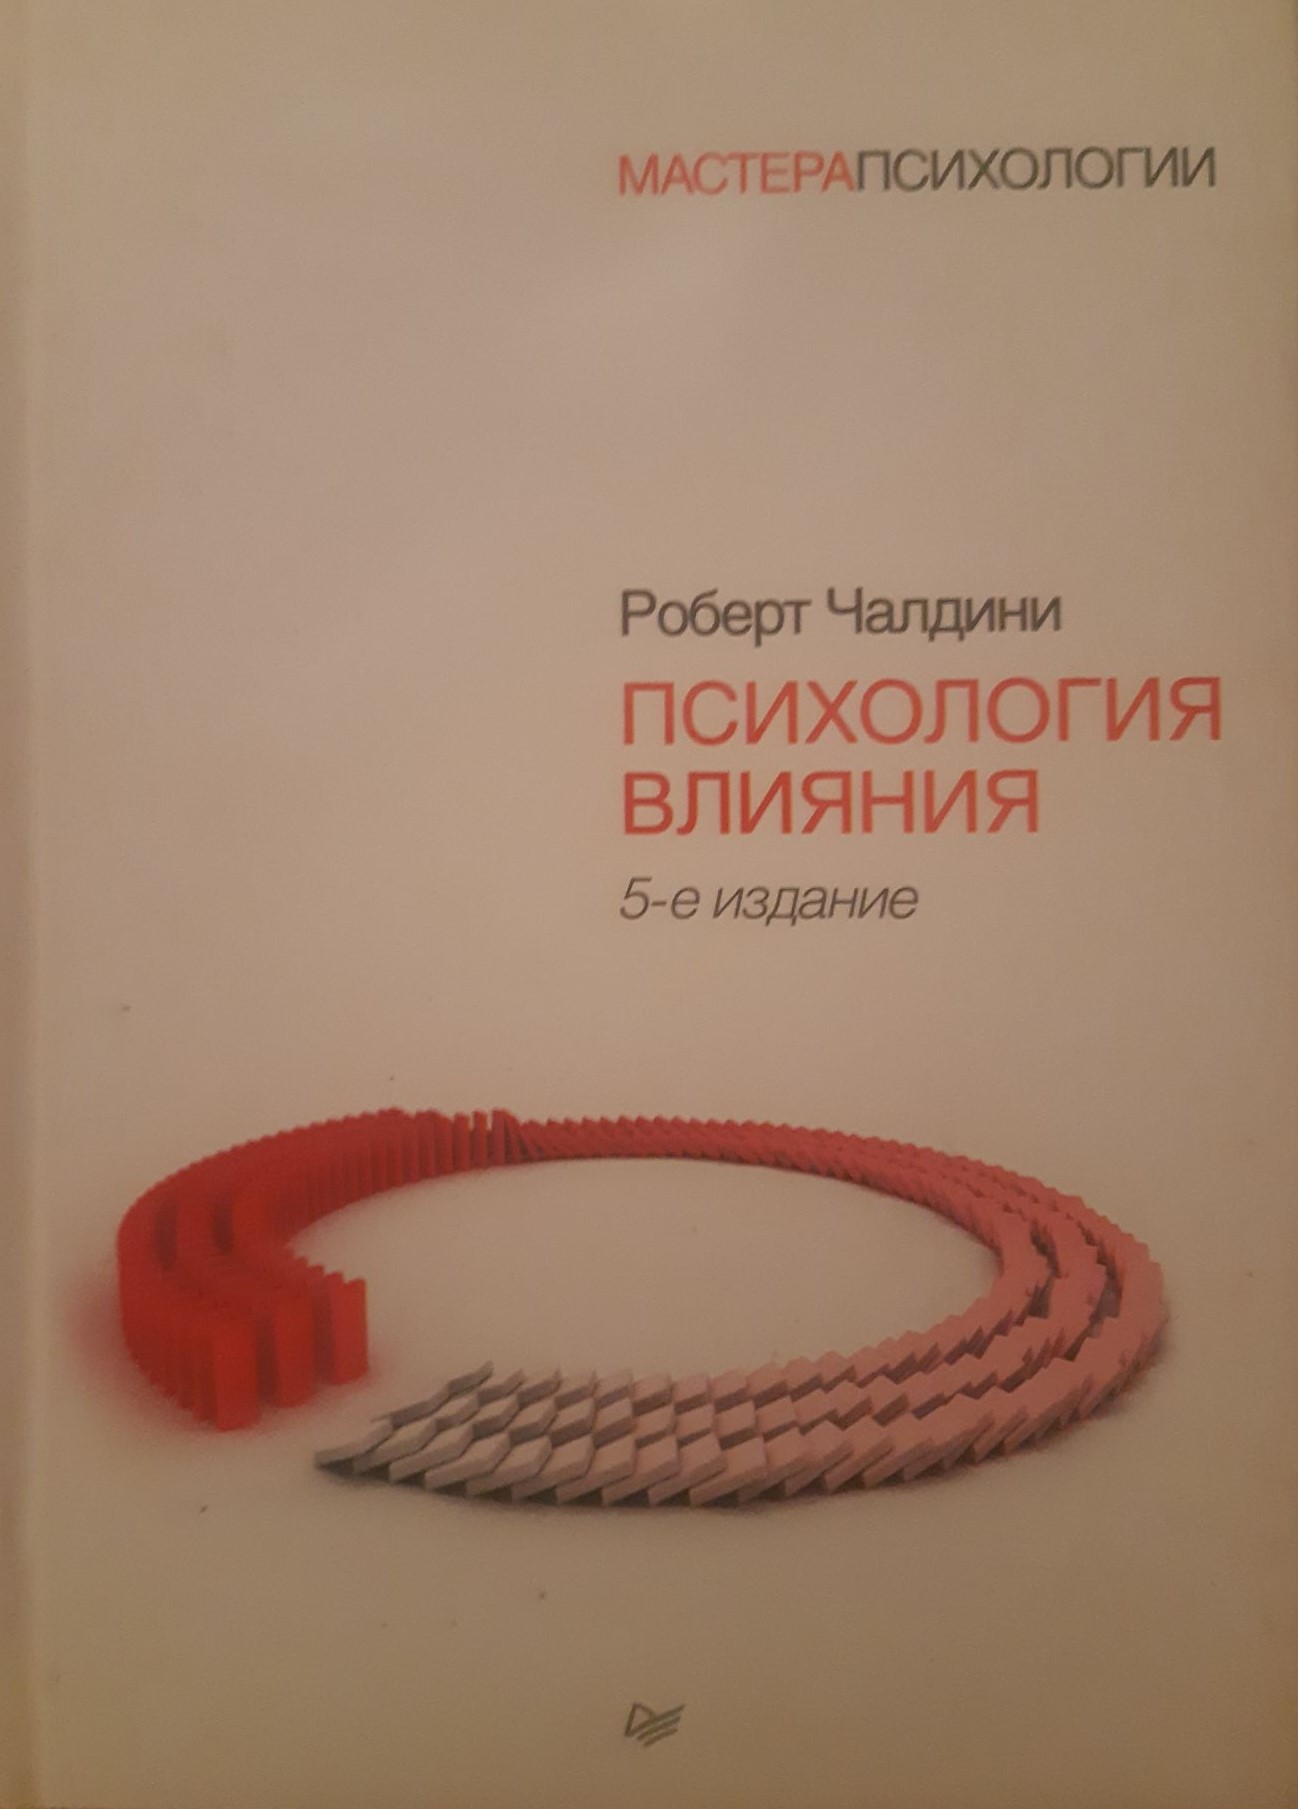 МАСТЕРАПСИХОЛОГИИ
Роберт Чалдини
ПСИХОЛОГИЯ
ВЛИЯНИЯ
5-е издание